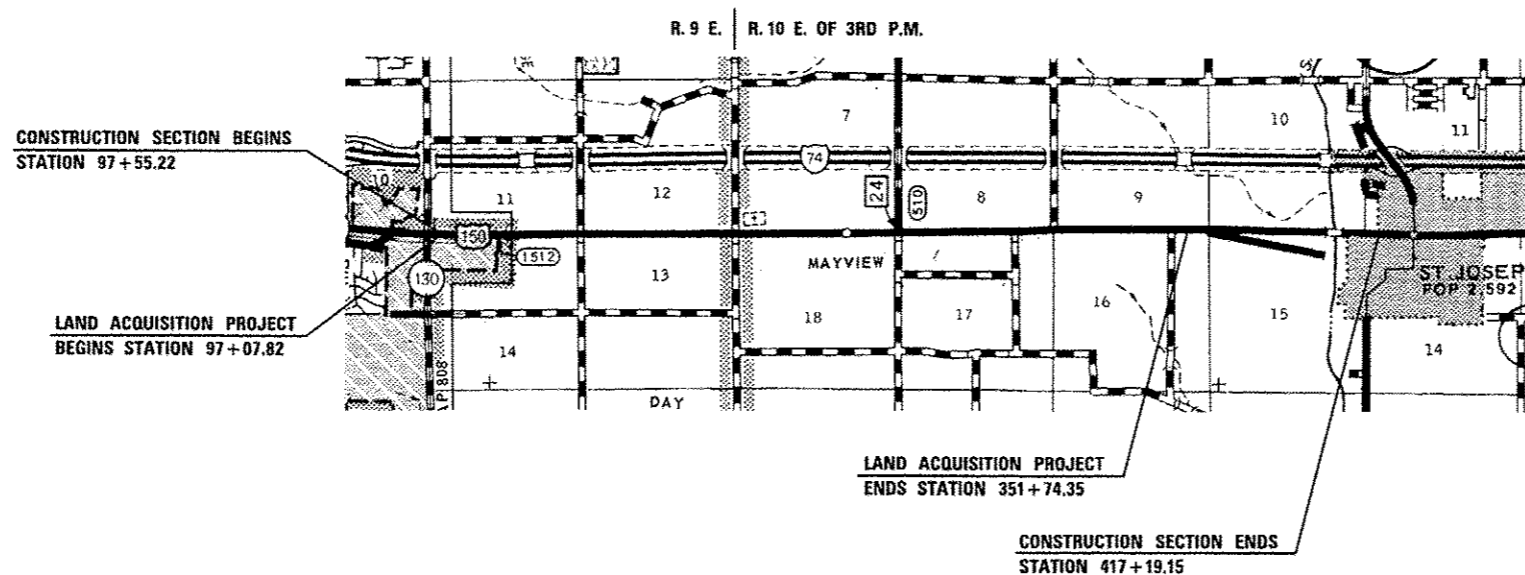 R. 9 E. R. 10 E. OF 3RD P.M.
CONSTRUCTION SECTION BEGINS
STATION 97+55.22
7
10
11
74
10
11
12
24
510
8
9
150
1512
13
MAYVIEW
130
16
15
ST. JOSEP
POP 2,592
LAND ACQUISITION PROJECT
BEGINS STATION 97+07.82
18
17
14
14
DAY
LAND ACQUISITION PROJECT
ENDS STATION 351+74.35
CONSTRUCTION SECTION ENDS
STATION 417+19.15